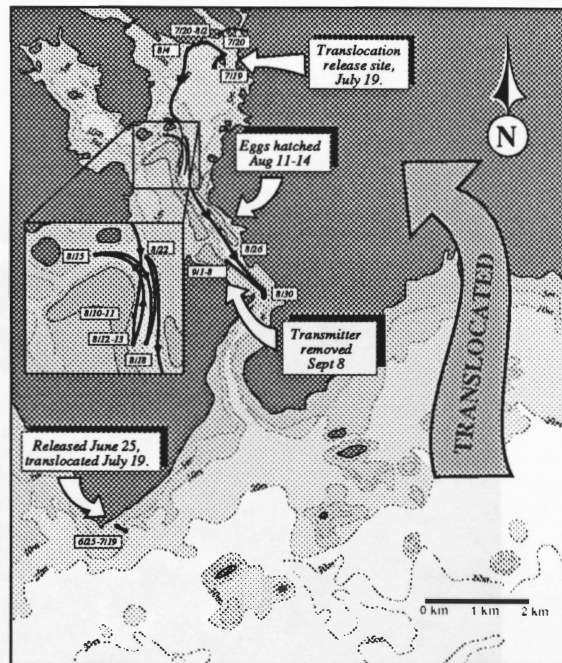 7/20-8/2
7/20
8/4
7/19
Translocation
release site,
July 19.
N
Eggs hatched
Aug 11-14
8/15
8/22
8/26
9/1-8
8/30
8/10-11
8/12-13
8/18
Transmitter
removed
Sept 8
TRANSLOCATED
Released June 25,
translocated July 19.
6/25-7/19
0 km 1 km 2 km